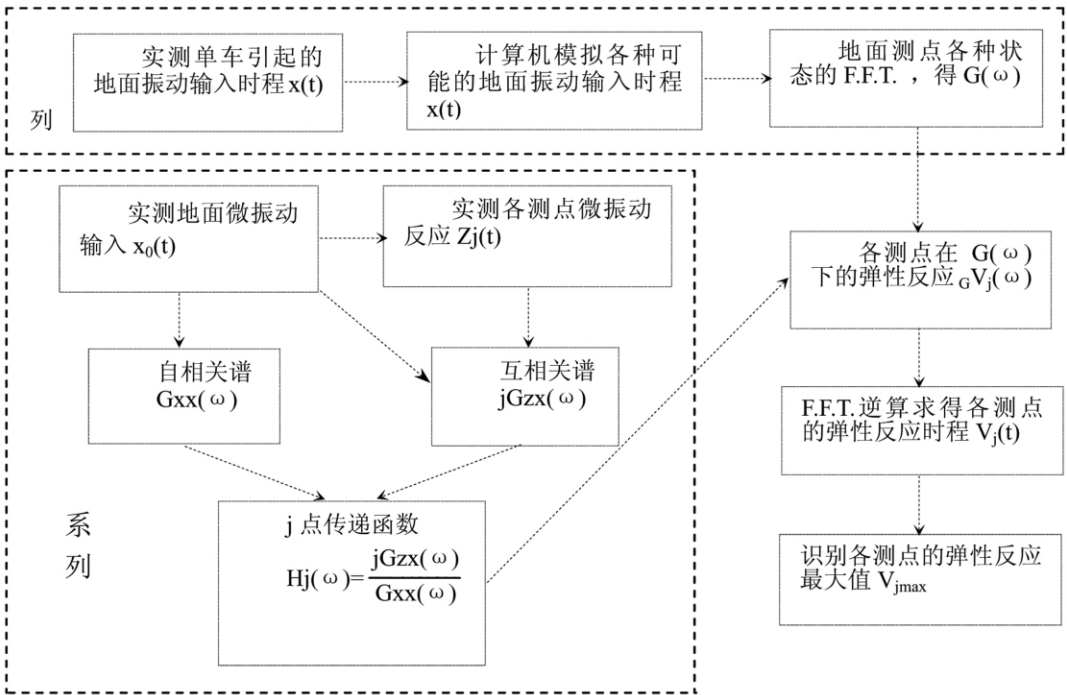 实测单车引起的
地面振动输入时程 x(t)
计算机模拟各种可
能的地面振动输入时程
x(t)
地面测点各种状
态的 F.F.T. ，得 G(ω)
列
实测地面微振动
输入 x₀(t)
实测各测点微振动
反应 Zj(t)
各测点在 G(ω)
下的弹性反应 GVj(ω)
自相关谱
Gxx(ω)
互相关谱
jGzx(ω)
F.F.T.逆算求得各测点
的弹性反应时程 Vj(t)
系
列
j 点传递函数
Hj(ω)=jGzx(ω)/Gxx(ω)
识别各测点的弹性反应
最大值 Vjmax